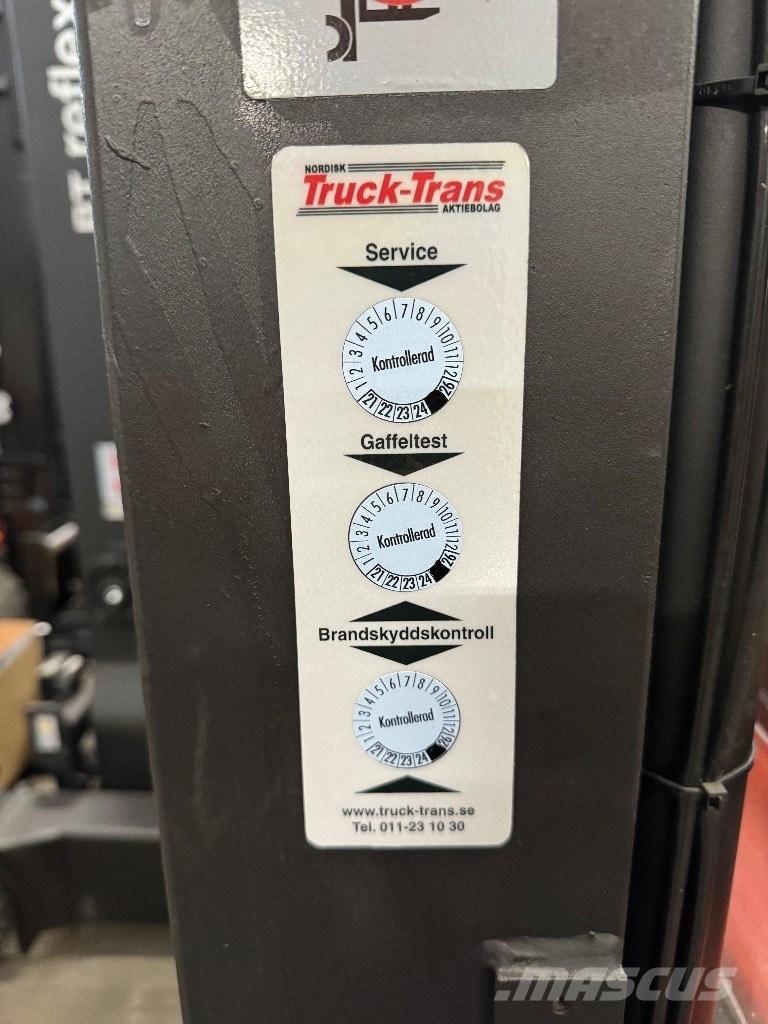 BT reflex
NORDISK
Truck-Trans
AKTIEBOLAG
Service
1 2 3 4 5 6 7 8 9 10 11 12
Kontrollerad
21 22 23 24 26
Gaffeltest
1 2 3 4 5 6 7 8 9 10 11 12
Kontrollerad
21 22 23 24 26
Brandskyddskontroll
1 2 3 4 5 6 7 8 9 10 11 12
Kontrollerad
21 22 23 24 26
www.truck-trans.se
Tel. 011-23 10 30
MASCUS